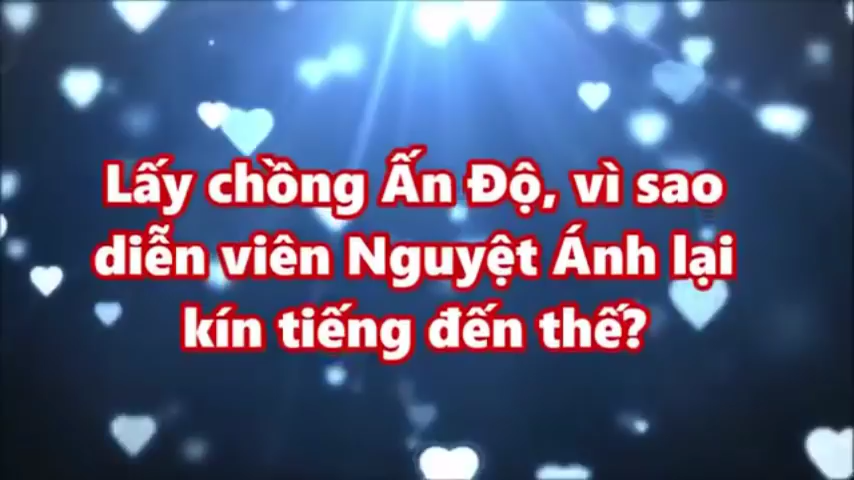 Lấy chồng Ấn Độ, vì sao
diễn viên Nguyệt Ánh lại
kín tiếng đến thế?